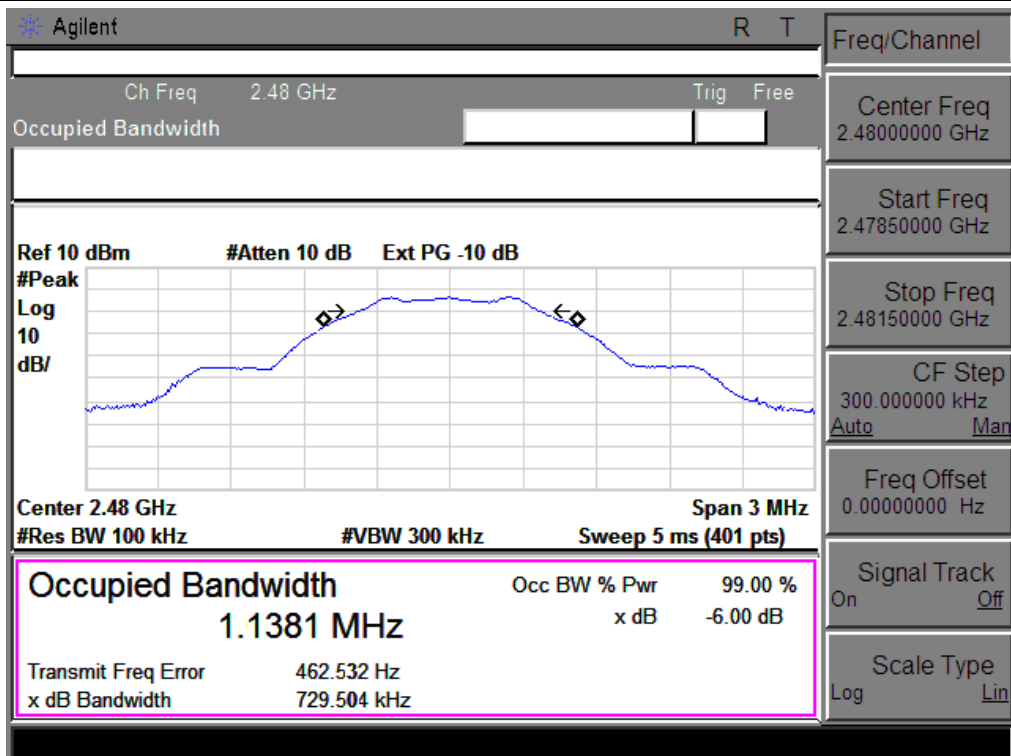 Agilent R T
Ch Freq 2.48 GHz Trig Free
Occupied Bandwidth
Ref 10 dBm #Atten 10 dB Ext PG -10 dB
#Peak
Log
10
dB/
Center 2.48 GHz Span 3 MHz
#Res BW 100 kHz #VBW 300 kHz Sweep 5 ms (401 pts)
Occupied Bandwidth Occ BW % Pwr 99.00 %
1.1381 MHz x dB -6.00 dB
Transmit Freq Error 462.532 Hz
x dB Bandwidth 729.504 kHz
Freq/Channel
Center Freq
2.48000000 GHz
Start Freq
2.47850000 GHz
Stop Freq
2.48150000 GHz
CF Step
300.000000 kHz
Auto Man
Freq Offset
0.00000000 Hz
Signal Track
On Off
Scale Type
Log Lin